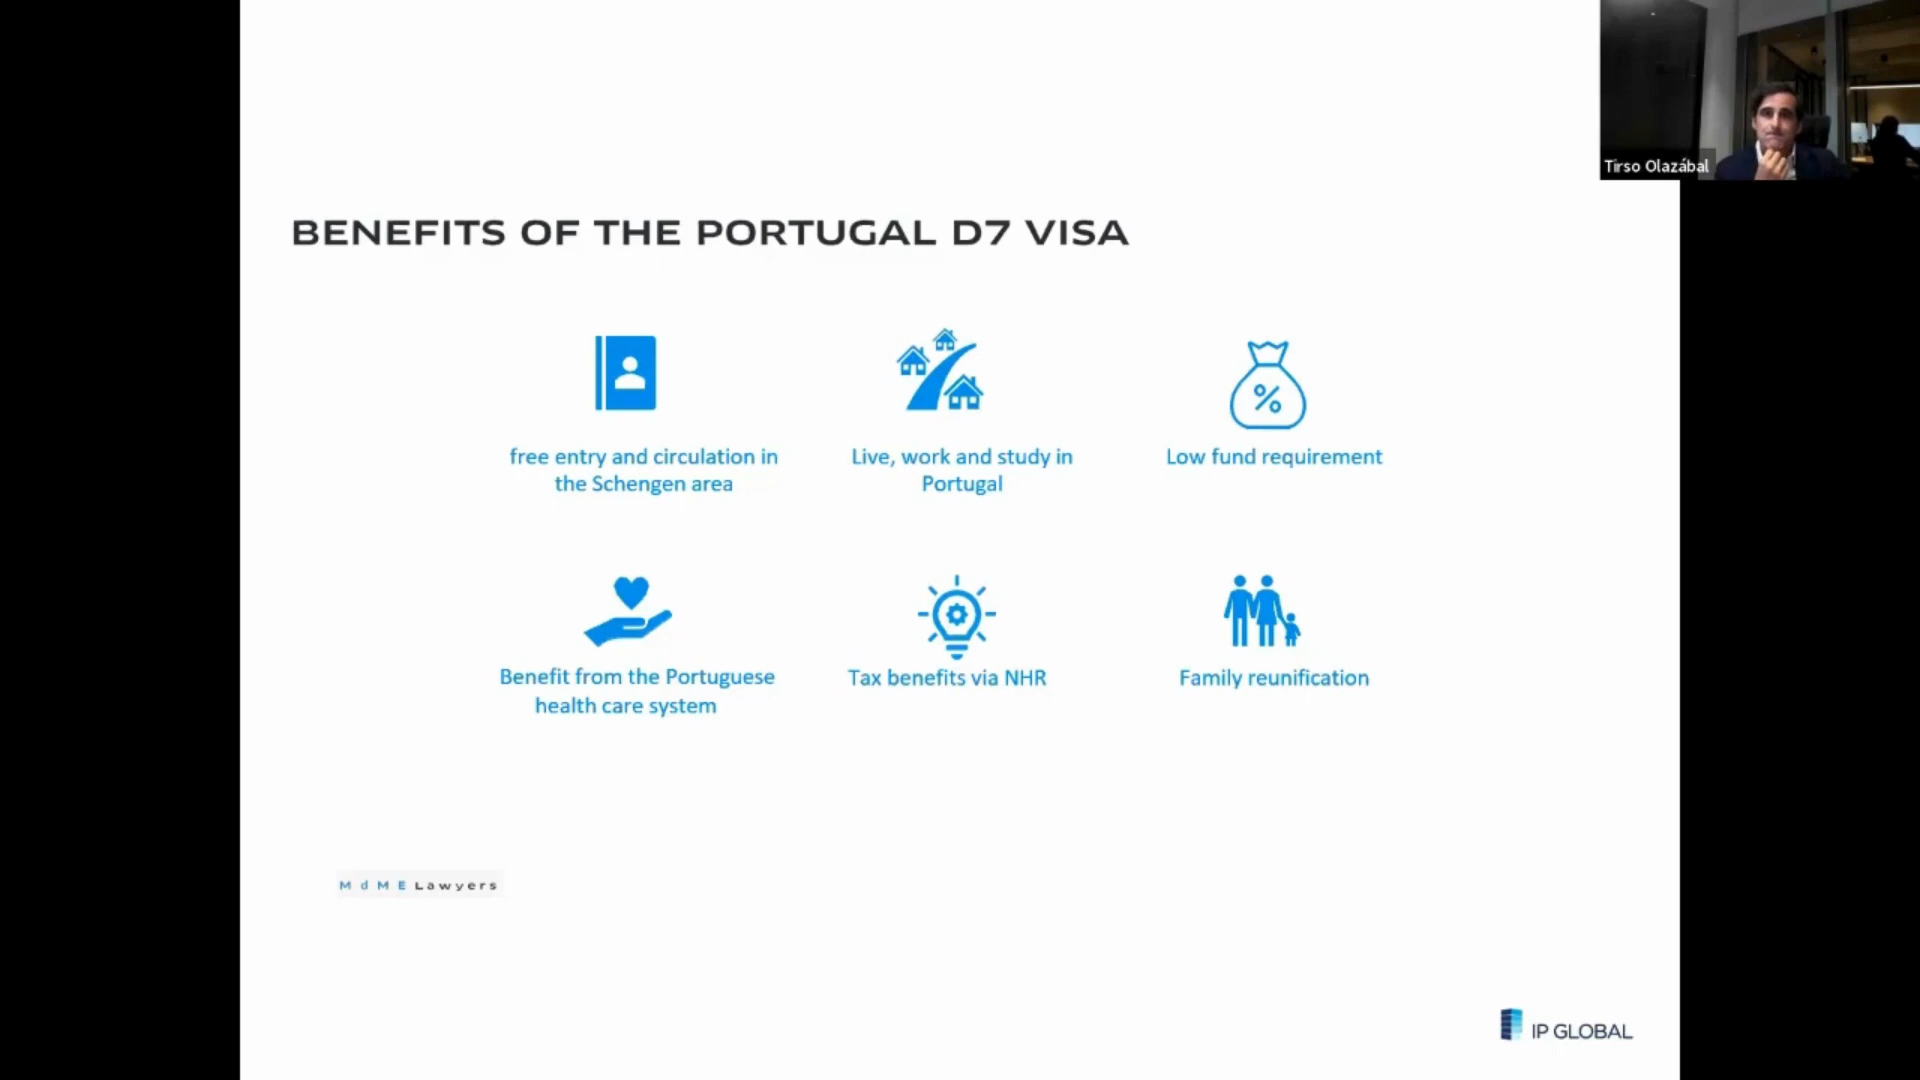 Tirso Olazábal
BENEFITS OF THE PORTUGAL D7 VISA
%
free entry and circulation in
the Schengen area
Live, work and study in
Portugal
Low fund requirement
Benefit from the Portuguese
health care system
Tax benefits via NHR
Family reunification
MdME Lawyers
IP GLOBAL